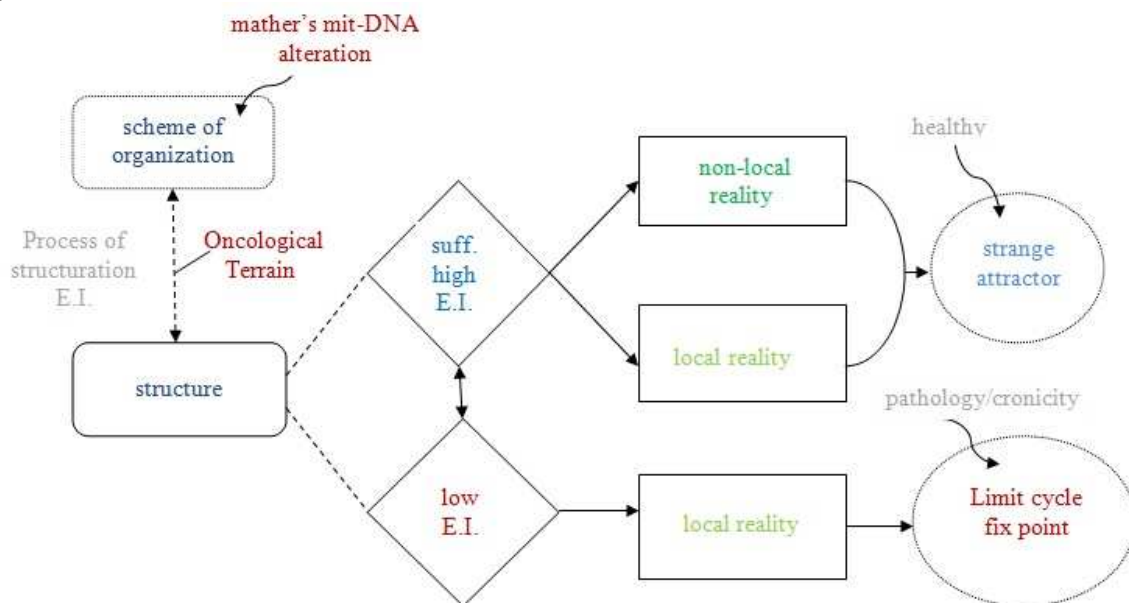 mather's mit-DNA
alteration
scheme of
organization
Process of
structuration
E.I.
Oncological
Terrain
structure
suff.
high
E.I.
low
E.I.
non-local
reality
local reality
local reality
healthy
strange
attractor
pathology/cronicity
Limit cycle
fix point